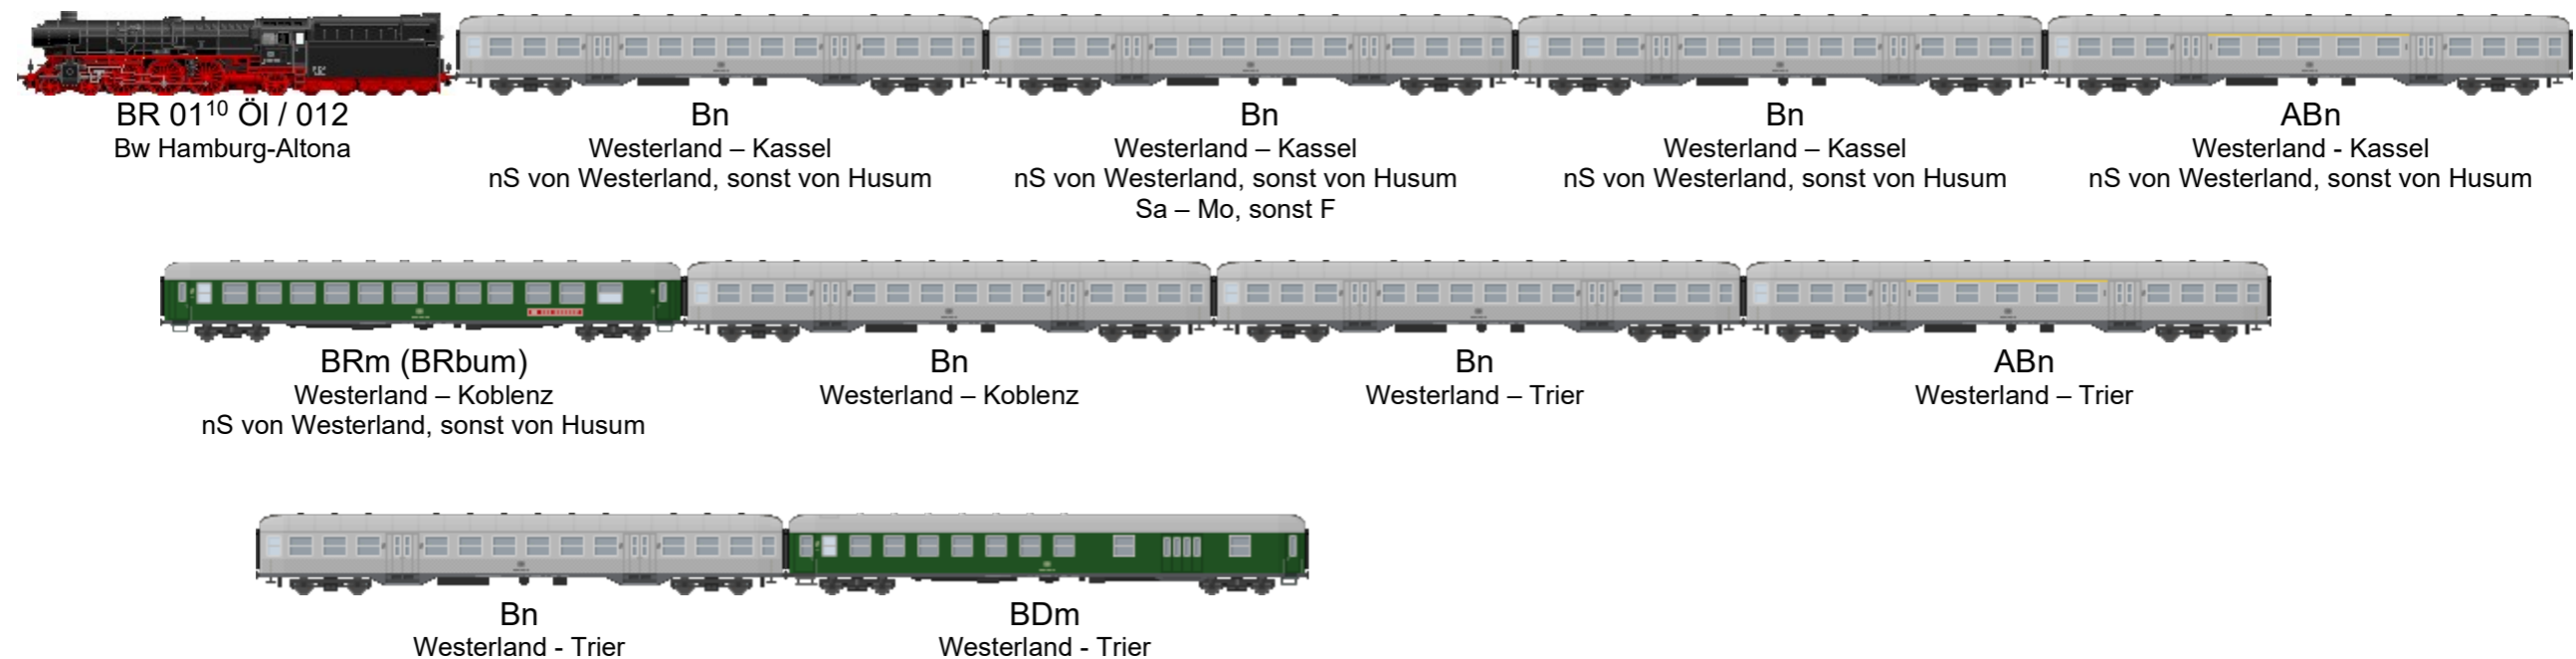 BR 01¹⁰ Öl / 012
Bw Hamburg-Altona
Bn
Westerland – Kassel
nS von Westerland, sonst von Husum
Bn
Westerland – Kassel
nS von Westerland, sonst von Husum
Sa – Mo, sonst F
Bn
Westerland – Kassel
nS von Westerland, sonst von Husum
ABn
Westerland - Kassel
nS von Westerland, sonst von Husum
BRm (BRbum)
Westerland – Koblenz
nS von Westerland, sonst von Husum
Bn
Westerland – Koblenz
Bn
Westerland – Trier
ABn
Westerland – Trier
Bn
Westerland - Trier
BDm
Westerland - Trier